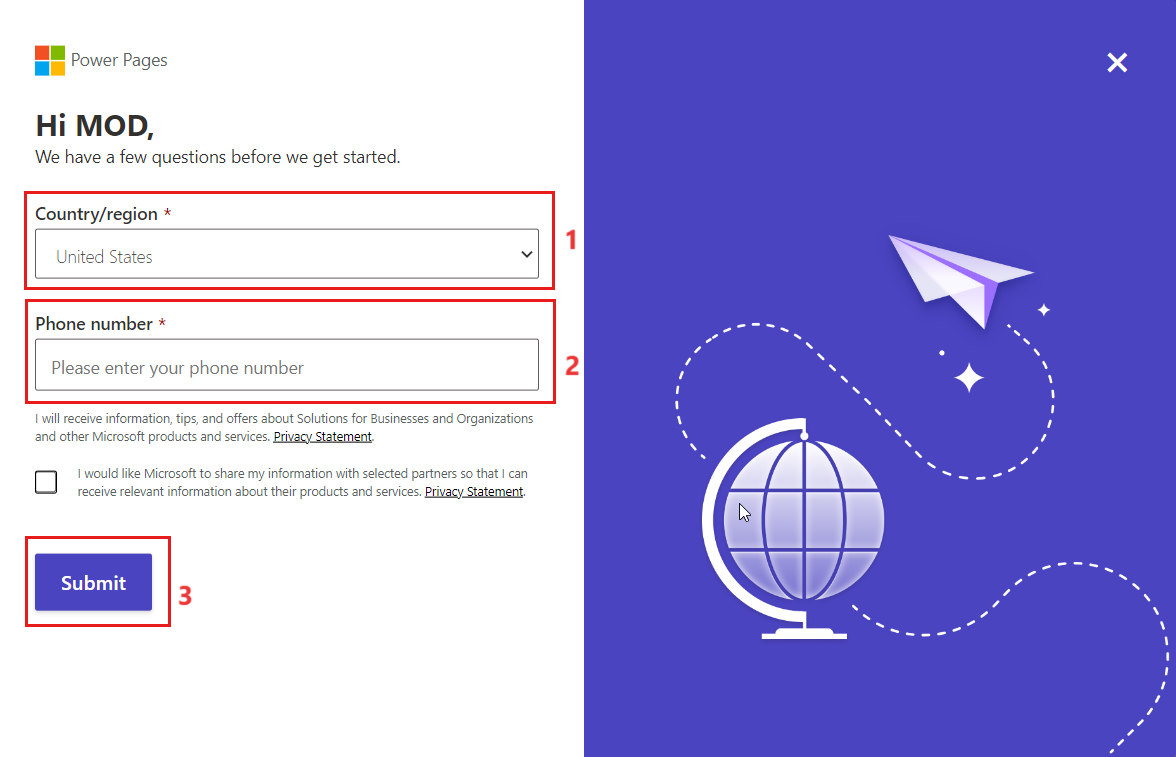 Power Pages
Hi MOD,
We have a few questions before we get started.
Country/region *
1
United States
Phone number *
Please enter your phone number
2
I will receive information, tips, and offers about Solutions for Businesses and Organizations
and other Microsoft products and services. Privacy Statement.
I would like Microsoft to share my information with selected partners so that I can
receive relevant information about their products and services. Privacy Statement.
Submit
3